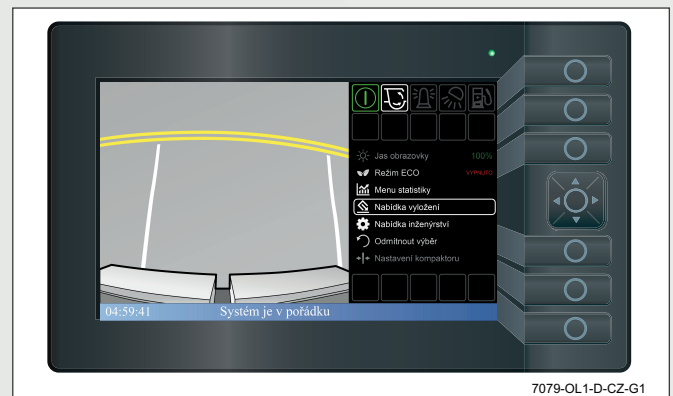 Jas obrazovky 100%
Režim ECO VYPNUTO
Menu statistiky
Nabídka vyložení
Nabídka inženýrství
Odmítnout výběr
Nastavení kompaktoru
04:59:41 Systém je v pořádku
7079-OL1-D-CZ-G1